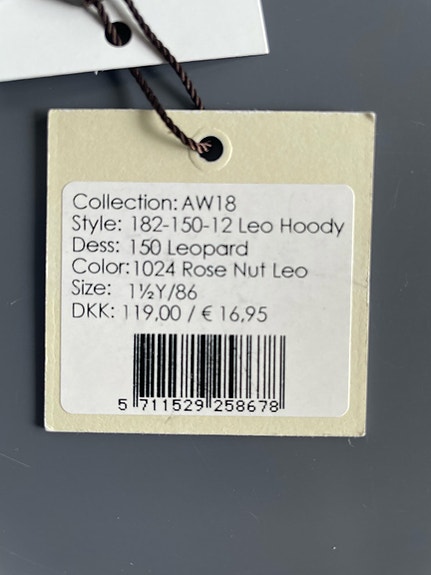 Collection: AW18
Style: 182-150-12 Leo Hoody
Dess: 150 Leopard
Color: 1024 Rose Nut Leo
Size: 1½Y/86
DKK: 119,00 / € 16,95
5 711529 258678